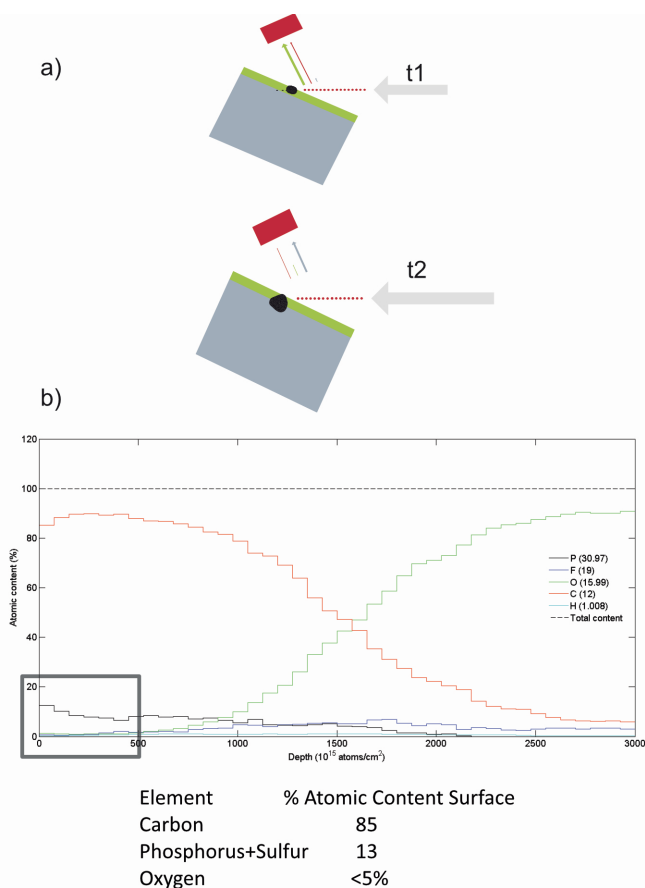 a)
t1
t2
b)
120
100
80
60
40
20
0
Atomic content (%)
P (30.97)
F (19)
O (15.99)
C (12)
H (1.008)
Total content
0 500 1000 1500 2000 2500 3000
Depth (10¹⁵ atoms/cm²)
Element % Atomic Content Surface
Carbon 85
Phosphorus+Sulfur 13
Oxygen <5%